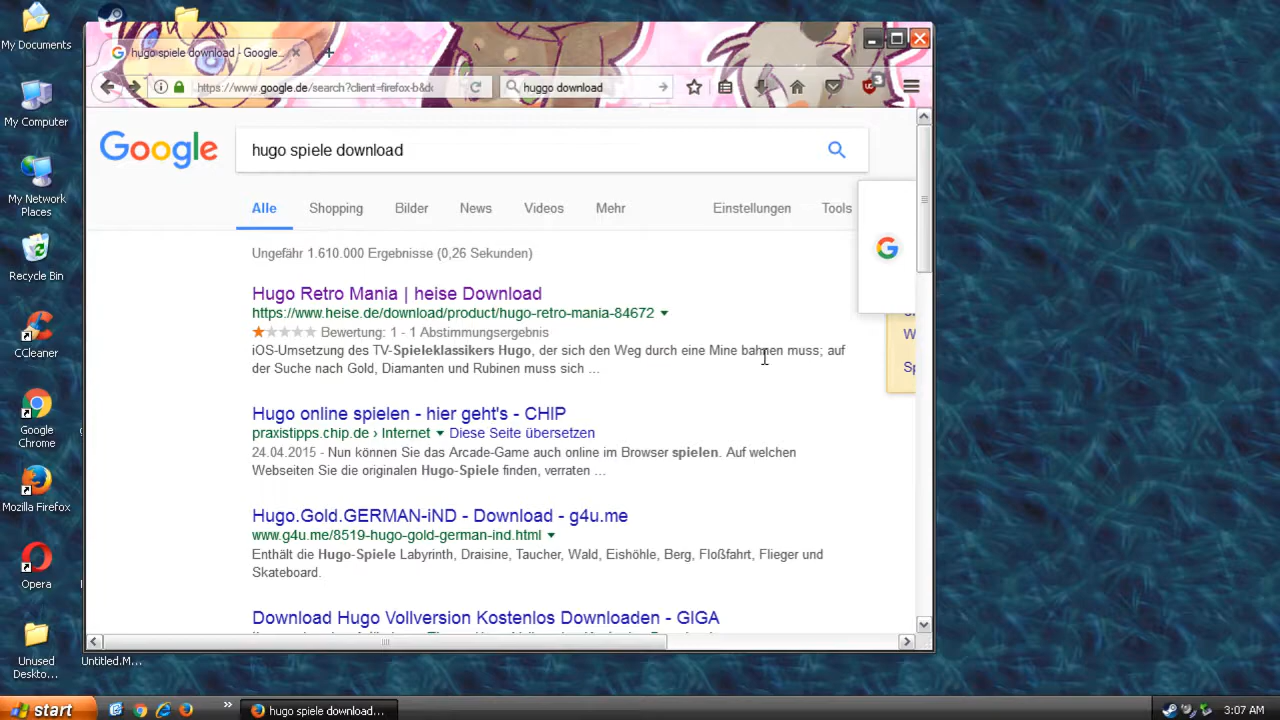 My Documents
My Computer
My Network
Places
Recycle Bin
CCleaner
Google
Chrome
Mozilla Firefox
Opera
Unused
Deskto...
Untitled.M...
hugo spiele download - Google...
https://www.google.de/search?client=firefox-b&d
huggo download
3
Google
hugo spiele download
Alle
Shopping
Bilder
News
Videos
Mehr
Einstellungen
Tools
Ungefähr 1.610.000 Ergebnisse (0,26 Sekunden)
Hugo Retro Mania | heise Download
https://www.heise.de/download/product/hugo-retro-mania-84672
Bewertung: 1 - 1 Abstimmungsergebnis
iOS-Umsetzung des TV-Spieleklassikers Hugo, der sich den Weg durch eine Mine bahnen muss; auf
der Suche nach Gold, Diamanten und Rubinen muss sich ...
Hugo online spielen - hier geht's - CHIP
praxistipps.chip.de › Internet Diese Seite übersetzen
24.04.2015 - Nun können Sie das Arcade-Game auch online im Browser spielen. Auf welchen
Webseiten Sie die originalen Hugo-Spiele finden, verraten ...
Hugo.Gold.GERMAN-iND - Download - g4u.me
www.g4u.me/8519-hugo-gold-german-ind.html
Enthält die Hugo-Spiele Labyrinth, Draisine, Taucher, Wald, Eishöhle, Berg, Floßfahrt, Flieger und
Skateboard.
Download Hugo Vollversion Kostenlos Downloaden - GIGA
W
Sp
start
hugo spiele download...
3:07 AM